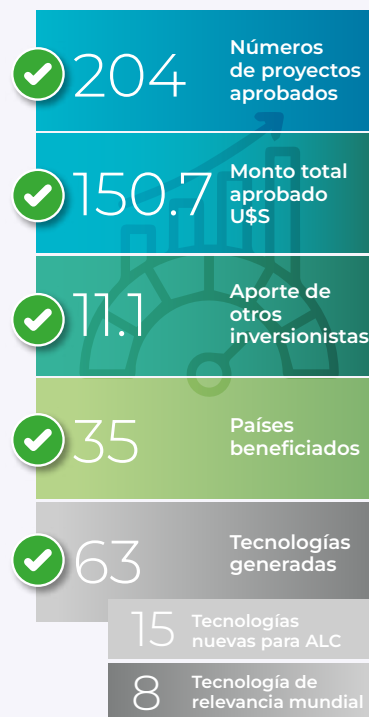 204
Números
de proyectos
aprobados
150.7
Monto total
aprobado
U$S
11.1
Aporte de
otros
inversionistas
35
Países
beneficiados
63
Tecnologías
generadas
15
Tecnologías
nuevas para ALC
8
Tecnología de
relevancia mundial